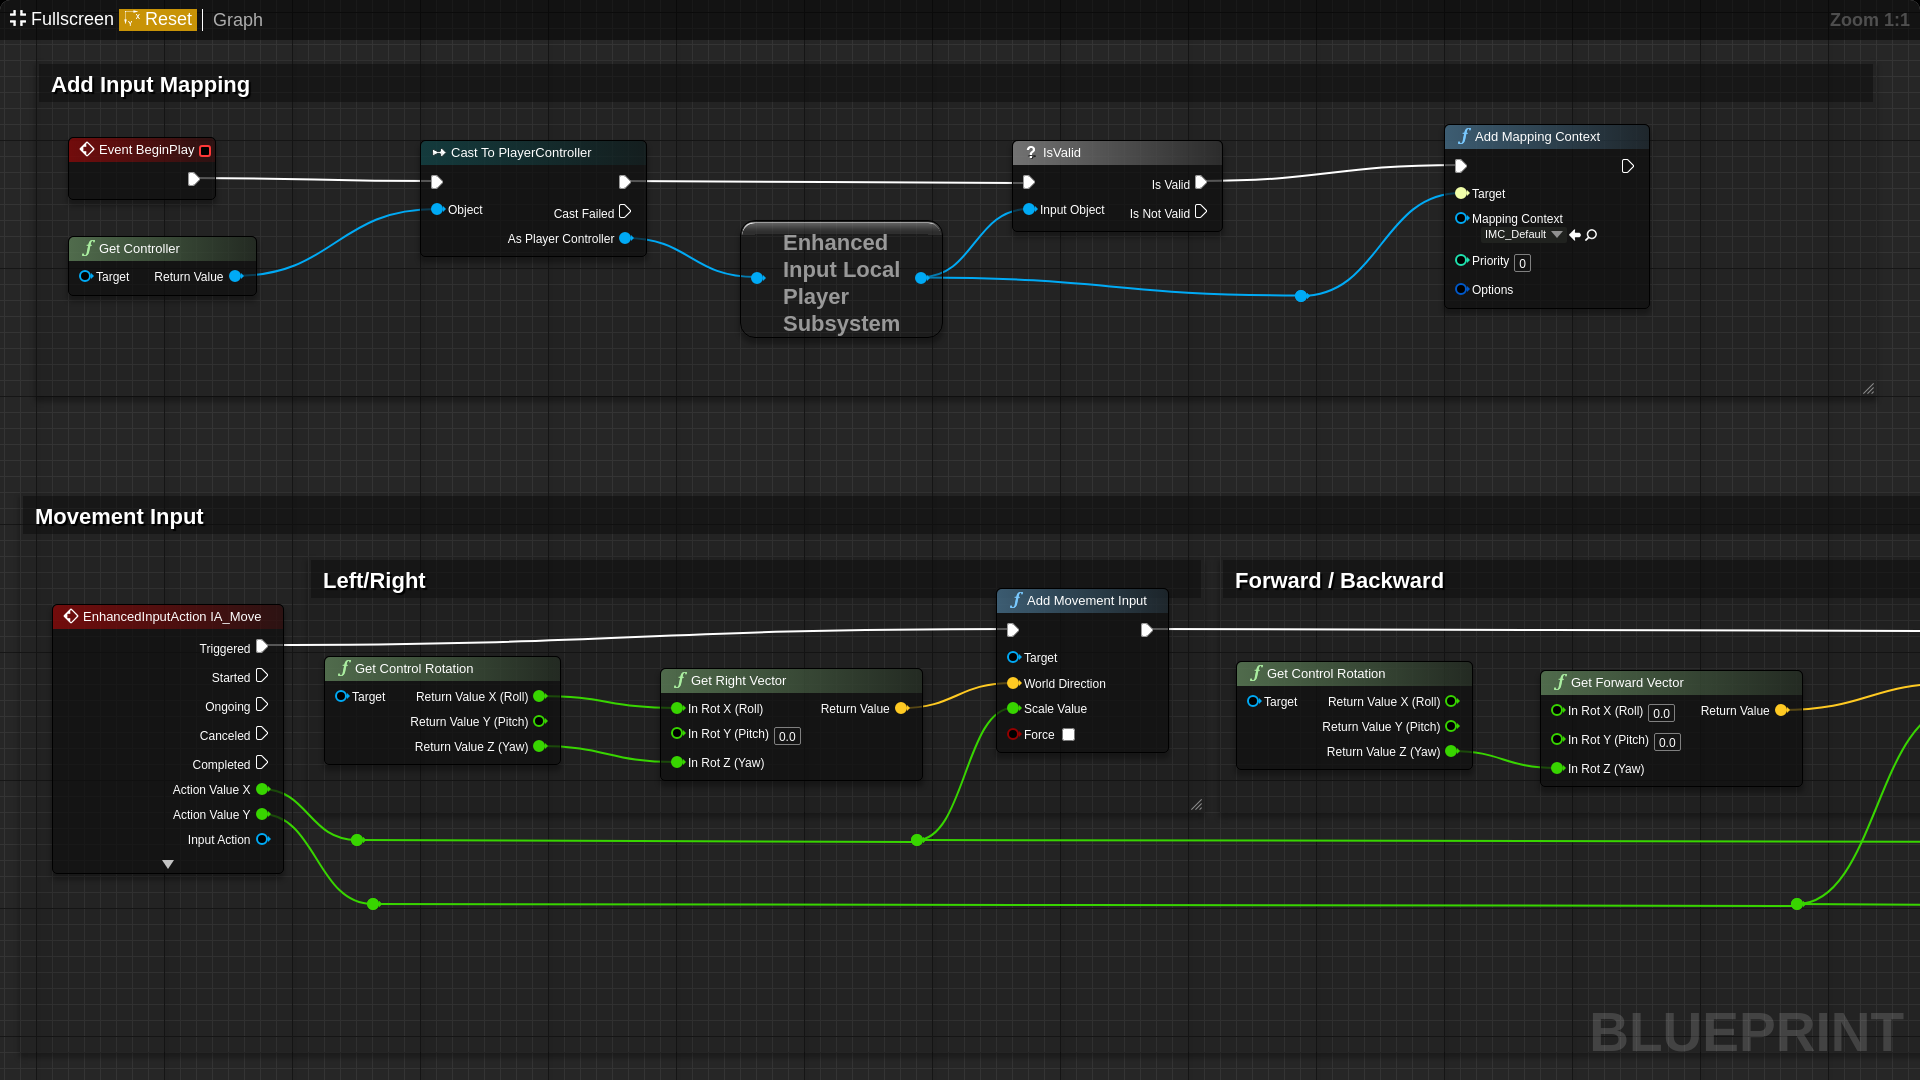 Fullscreen Reset Graph Zoom 1:1
Add Input Mapping
Event BeginPlay
Get Controller
Target Return Value
Cast To PlayerController
Object
Cast Failed
As Player Controller
Enhanced
Input Local
Player
Subsystem
? IsValid
Is Valid
Input Object
Is Not Valid
f Add Mapping Context
Target
Mapping Context
IMC_Default
Priority 0
Options
Movement Input
Left/Right
Forward / Backward
EnhancedInputAction IA_Move
Triggered
Started
Ongoing
Canceled
Completed
Action Value X
Action Value Y
Input Action
f Get Control Rotation
Target Return Value X (Roll)
Return Value Y (Pitch)
Return Value Z (Yaw)
f Get Right Vector
In Rot X (Roll) Return Value
In Rot Y (Pitch) 0.0
In Rot Z (Yaw)
f Add Movement Input
Target
World Direction
Scale Value
Force
f Get Control Rotation
Target Return Value X (Roll)
Return Value Y (Pitch)
Return Value Z (Yaw)
f Get Forward Vector
In Rot X (Roll) 0.0 Return Value
In Rot Y (Pitch) 0.0
In Rot Z (Yaw)
BLUEPRINT